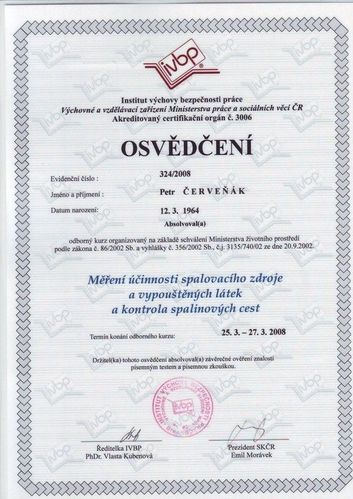 ivbp
Institut výchovy bezpečnosti práce
Výchovné a vzdělávací zařízení Ministerstva práce a sociálních věcí ČR
Akreditovaný certifikační orgán č. 3006
OSVĚDČENÍ
Evidenční číslo : 324/2008
Jméno a příjmení : Petr ČERVEŇÁK
Datum narození: 12. 3. 1964
Absolvoval(a)
odborný kurz organizovaný na základě schválení Ministerstva životního prostředí
podle zákona č. 86/2002 Sb. a vyhlášky č. 356/2002 Sb., č.j. 3135/740/02 ze dne 20.9.2002.
Měření účinnosti spalovacího zdroje
a vypouštěných látek
a kontrola spalinových cest
Termín konání odborného kurzu: 25. 3. – 27. 3. 2008
Držitel(ka) tohoto osvědčení absolvoval(a) závěrečné ověření znalostí
písemným testem a písemnou zkouškou.
INSTITUT VÝCHOVY BEZPEČNOSTI
ivbp
Ředitelka IVBP
PhDr. Vlasta Kubenová
Prezident SKČR
Emil Morávek